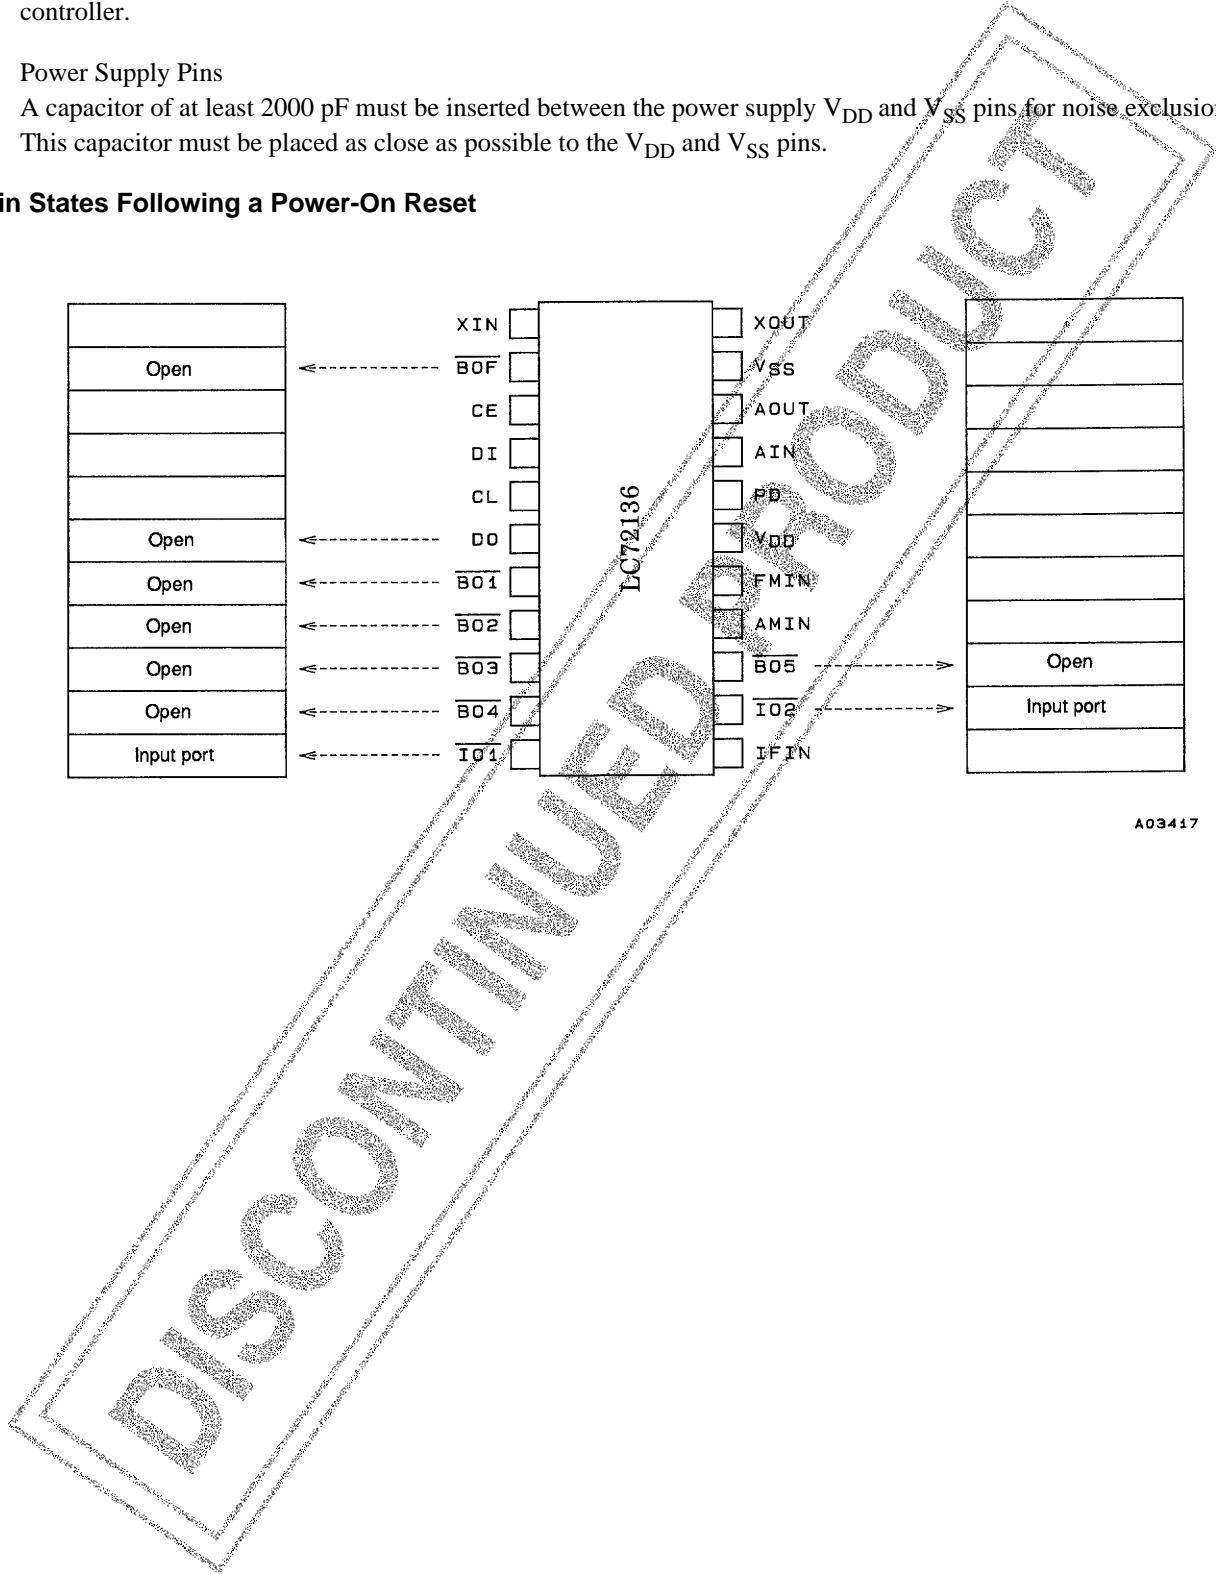 controller.
Power Supply Pins
A capacitor of at least 2000 pF must be inserted between the power supply VDD and VSS pins for noise exclusion
This capacitor must be placed as close as possible to the VDD and VSS pins.
in States Following a Power-On Reset
XIN XOUT
Open BOF VSS
CE AOUT
DI AIN
CL PD
Open DO VDD
Open BO1 FMIN
Open BO2 AMIN
Open BO3 BO5 Open
Open BO4 IO2 Input port
Input port IO1 IFIN
LC72136
A03417
DISCONTINUED PRODUCT